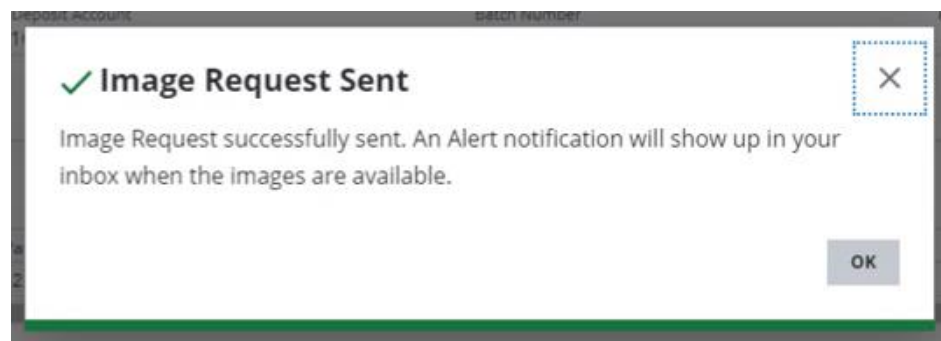 Deposit Account Batch Number
Image Request Sent
Image Request successfully sent. An Alert notification will show up in your
inbox when the images are available.
OK